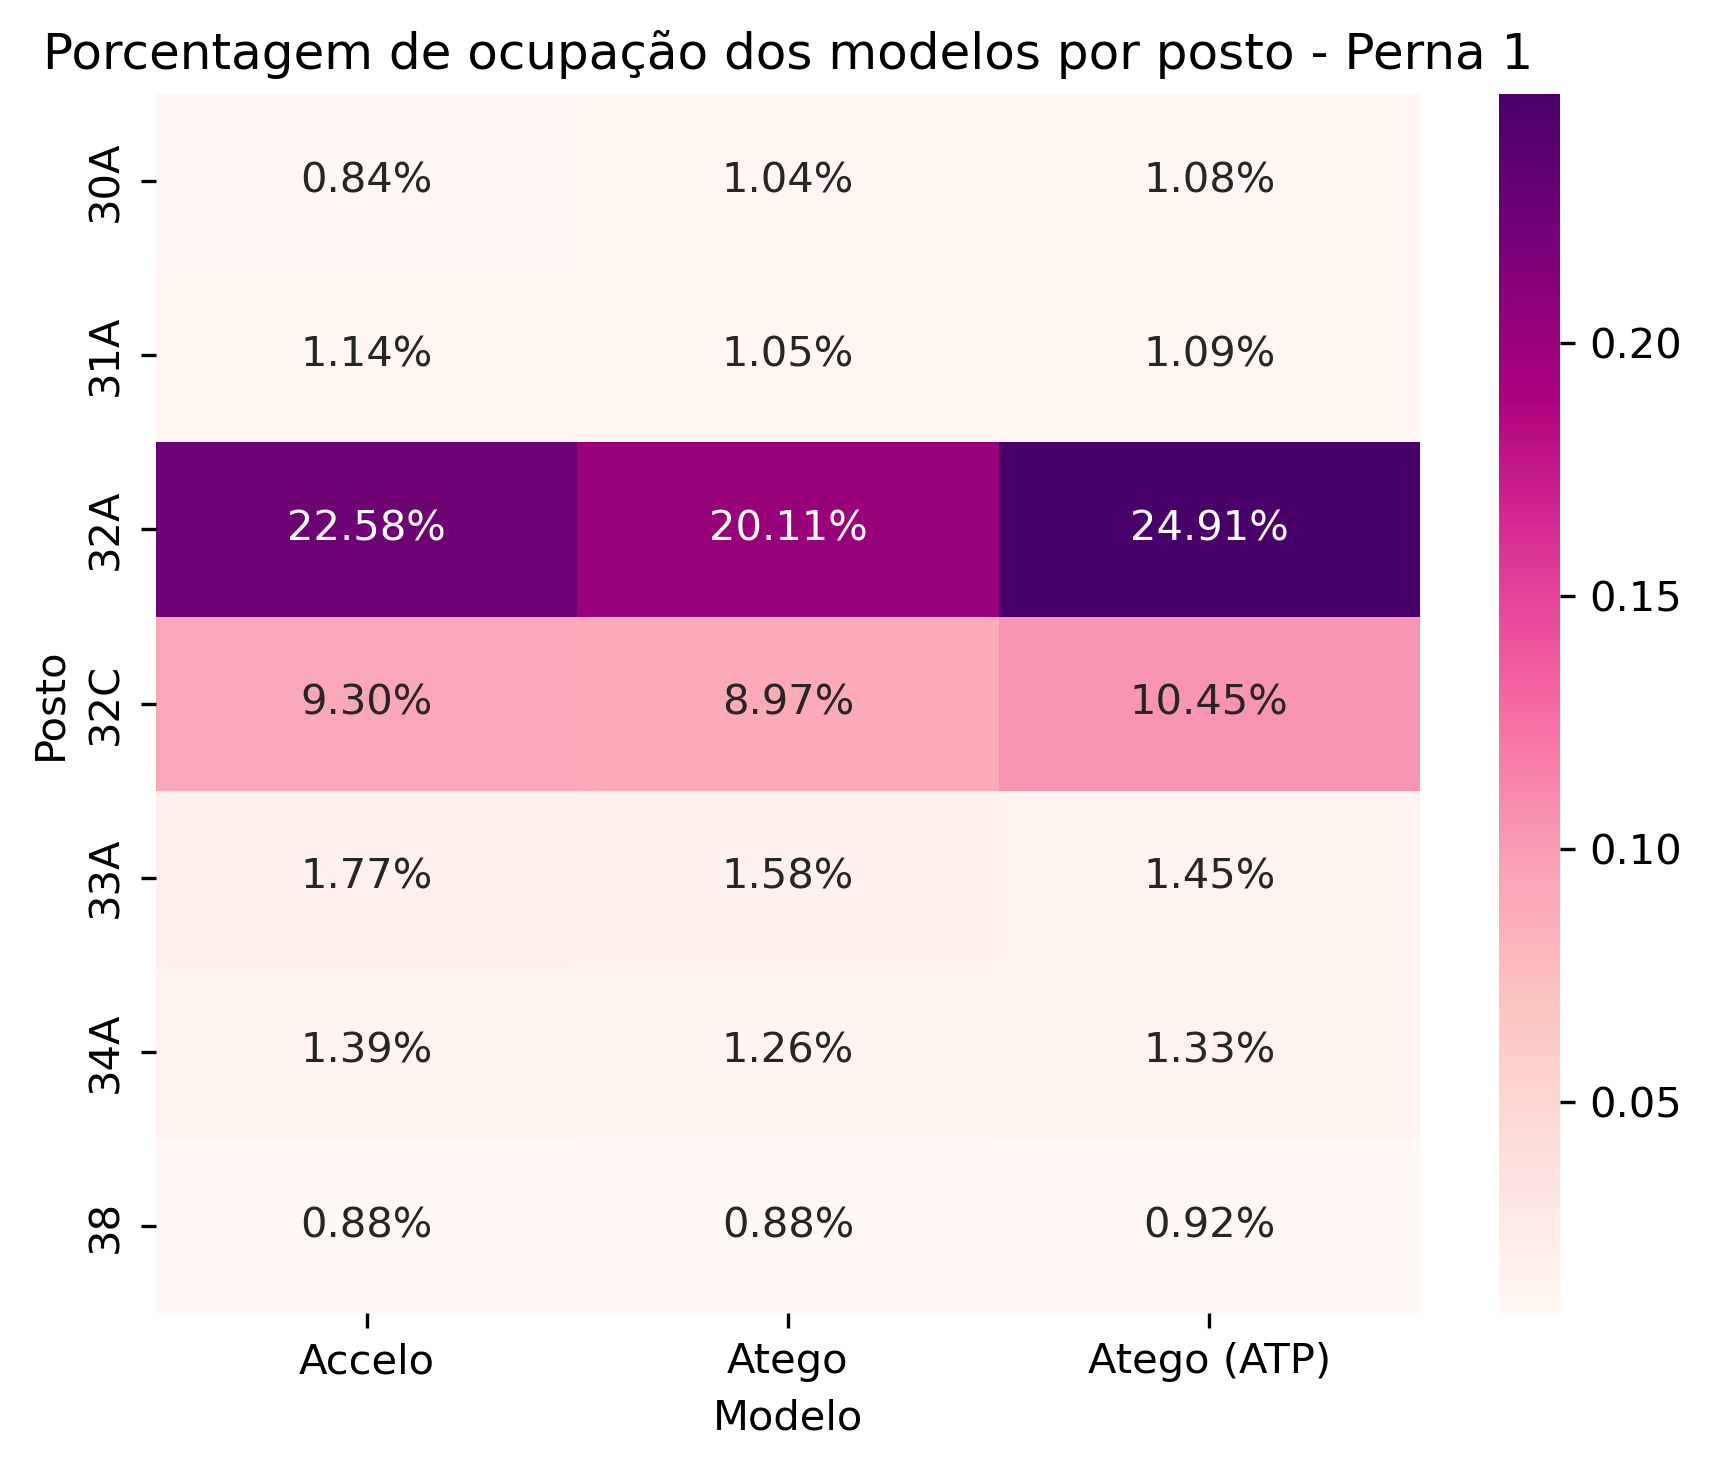 Porcentagem de ocupação dos modelos por posto - Perna 1
30A
0.84%
1.04%
1.08%
31A
1.14%
1.05%
1.09%
32A
22.58%
20.11%
24.91%
32C
9.30%
8.97%
10.45%
33A
1.77%
1.58%
1.45%
34A
1.39%
1.26%
1.33%
38
0.88%
0.88%
0.92%
Posto
Accelo
Atego
Atego (ATP)
Modelo
0.20
0.15
0.10
0.05